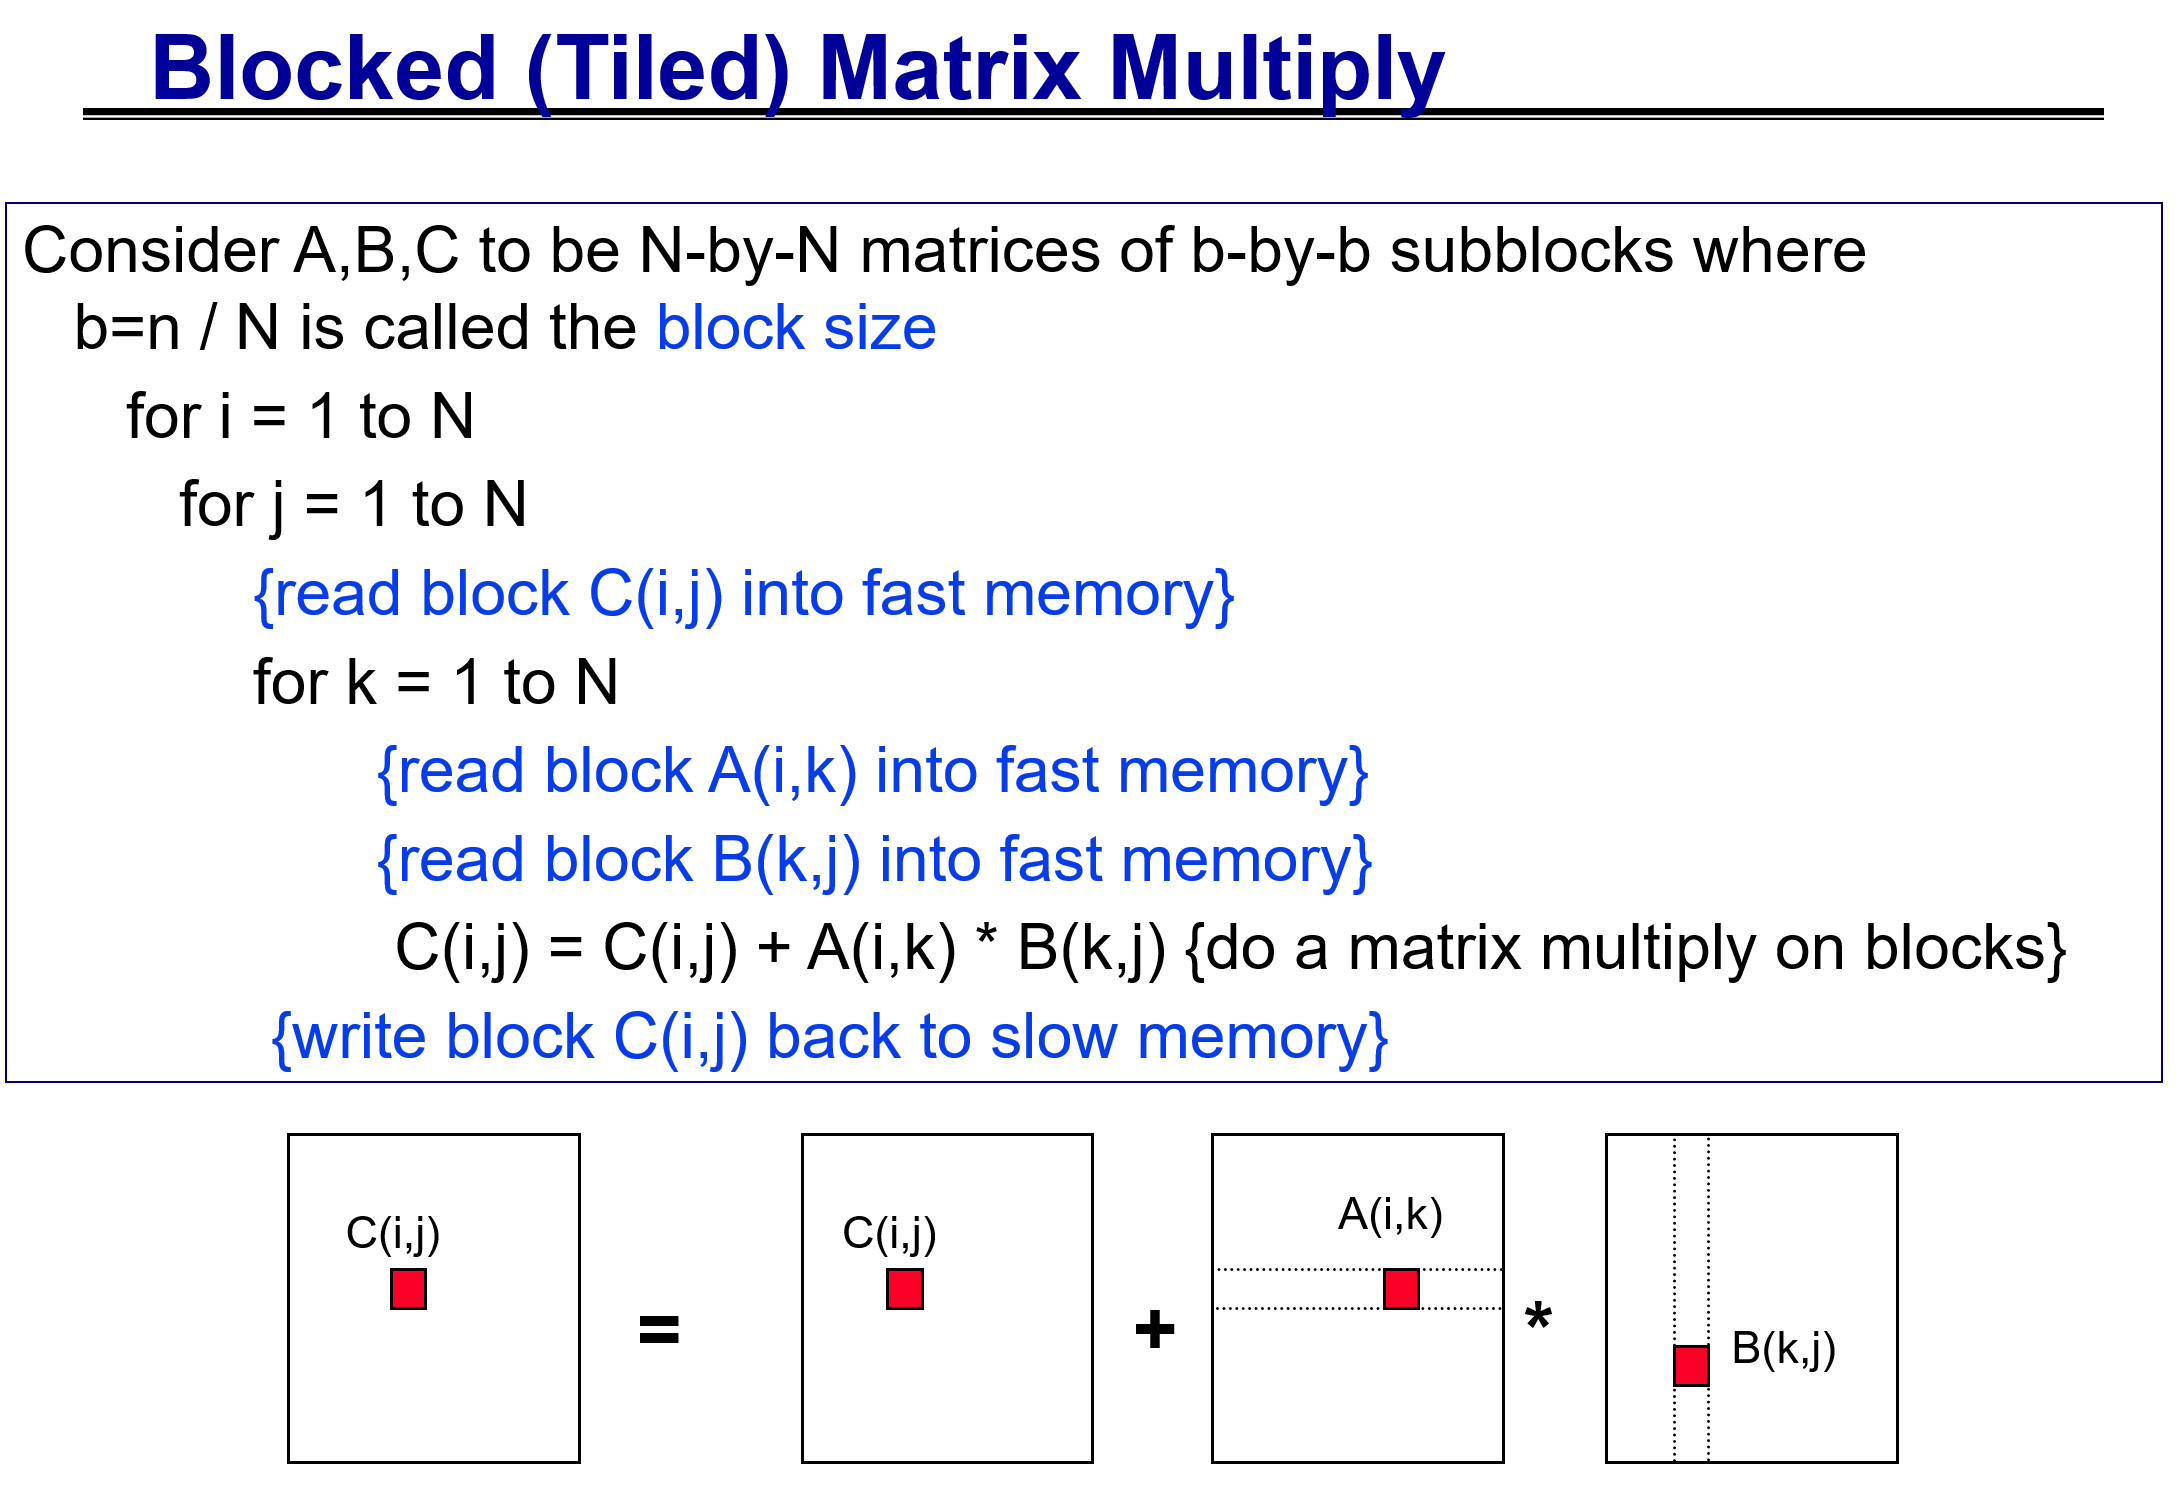 Blocked (Tiled) Matrix Multiply
Consider A,B,C to be N-by-N matrices of b-by-b subblocks where
b=n / N is called the block size
for i = 1 to N
for j = 1 to N
{read block C(i,j) into fast memory}
for k = 1 to N
{read block A(i,k) into fast memory}
{read block B(k,j) into fast memory}
C(i,j) = C(i,j) + A(i,k) * B(k,j) {do a matrix multiply on blocks}
{write block C(i,j) back to slow memory}
C(i,j) = C(i,j) + A(i,k) * B(k,j)